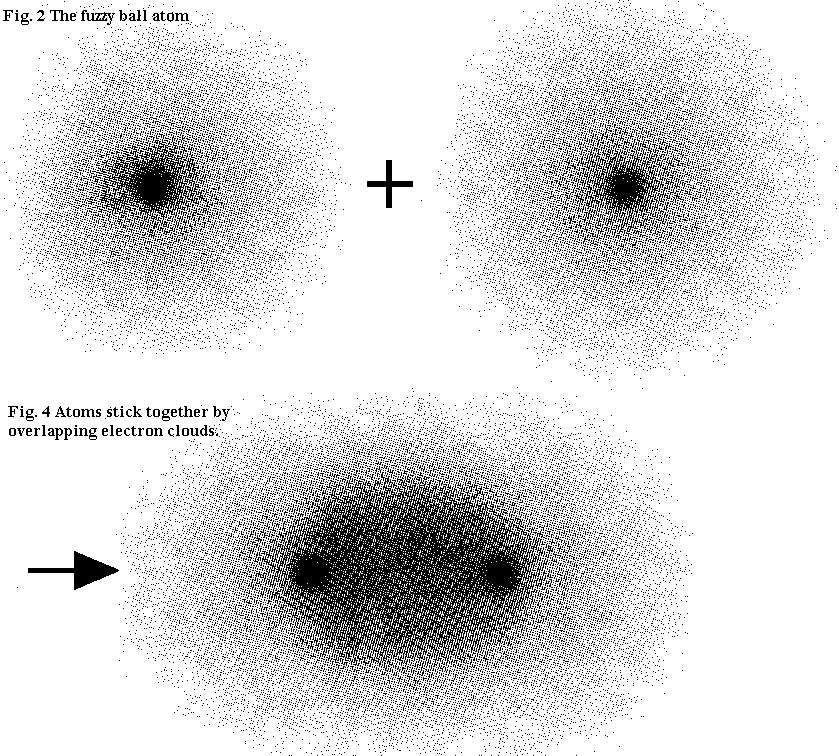 Fig. 2 The fuzzy ball atom
+
Fig. 4 Atoms stick together by
overlapping electron clouds.